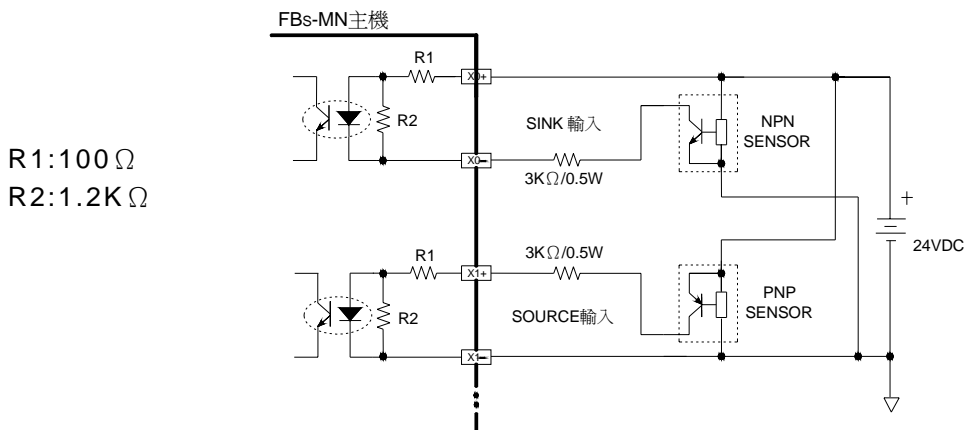 FBs-MN主機
R1
X0+
R2
SINK 輸入
NPN
SENSOR
X0-
3KΩ/0.5W
R1:100Ω
R2:1.2KΩ
+
24VDC
R1
3KΩ/0.5W
X1+
R2
SOURCE輸入
PNP
SENSOR
X1-